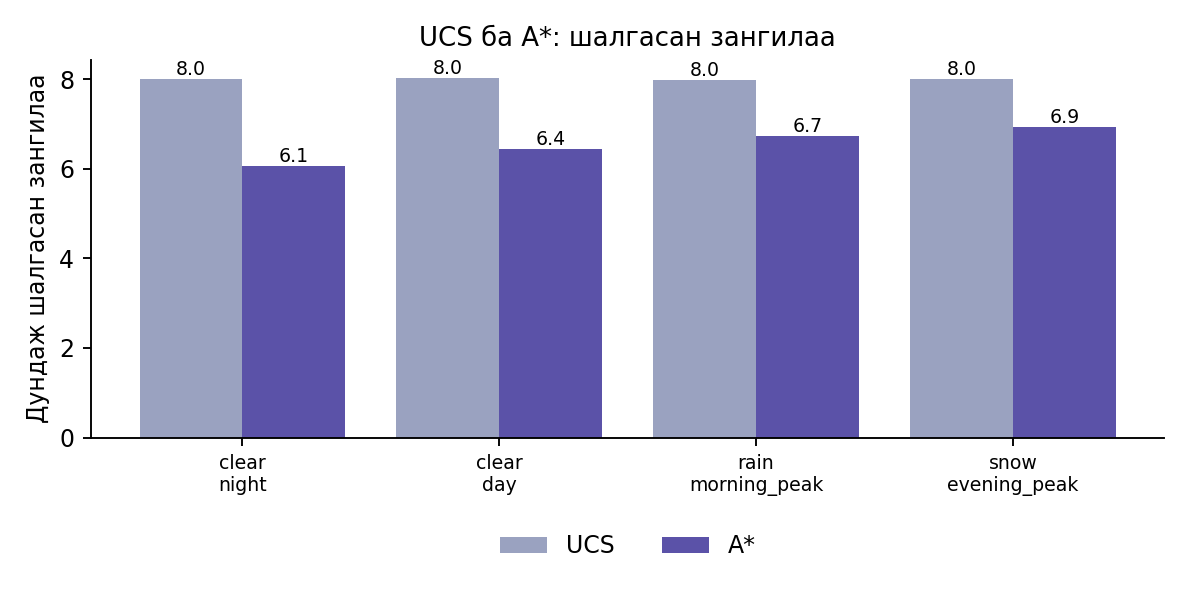 UCS ба A*: шалгасан зангилаа
Дундаж шалгасан зангилаа
8
6
4
2
0
8.0
6.1
8.0
6.4
8.0
6.7
8.0
6.9
clear
night
clear
day
rain
morning_peak
snow
evening_peak
UCS
A*